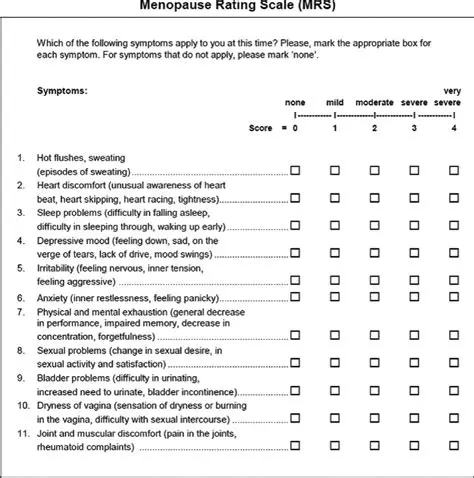 Menopause Rating Scale (MRS)
Which of the following symptoms apply to you at this time? Please, mark the appropriate box for
each symptom. For symptoms that do not apply, please mark 'none'.
Symptoms:
very
none mild moderate severe severe
I------------I------------I------------I------------I
Score = 0 1 2 3 4
1. Hot flushes, sweating
(episodes of sweating)................................................☐ ☐ ☐ ☐ ☐
2. Heart discomfort (unusual awareness of heart
beat, heart skipping, heart racing, tightness)...................☐ ☐ ☐ ☐ ☐
3. Sleep problems (difficulty in falling asleep,
difficulty in sleeping through, waking up early)................☐ ☐ ☐ ☐ ☐
4. Depressive mood (feeling down, sad, on the
verge of tears, lack of drive, mood swings).....................☐ ☐ ☐ ☐ ☐
5. Irritability (feeling nervous, inner tension,
feeling aggressive)....................................................☐ ☐ ☐ ☐ ☐
6. Anxiety (inner restlessness, feeling panicky)..................☐ ☐ ☐ ☐ ☐
7. Physical and mental exhaustion (general decrease
in performance, impaired memory, decrease in
concentration, forgetfulness).......................................☐ ☐ ☐ ☐ ☐
8. Sexual problems (change in sexual desire, in
sexual activity and satisfaction)....................................☐ ☐ ☐ ☐ ☐
9. Bladder problems (difficulty in urinating,
increased need to urinate, bladder incontinence)............☐ ☐ ☐ ☐ ☐
10. Dryness of vagina (sensation of dryness or burning
in the vagina, difficulty with sexual intercourse)..............☐ ☐ ☐ ☐ ☐
11. Joint and muscular discomfort (pain in the joints,
rheumatoid complaints)..............................................☐ ☐ ☐ ☐ ☐